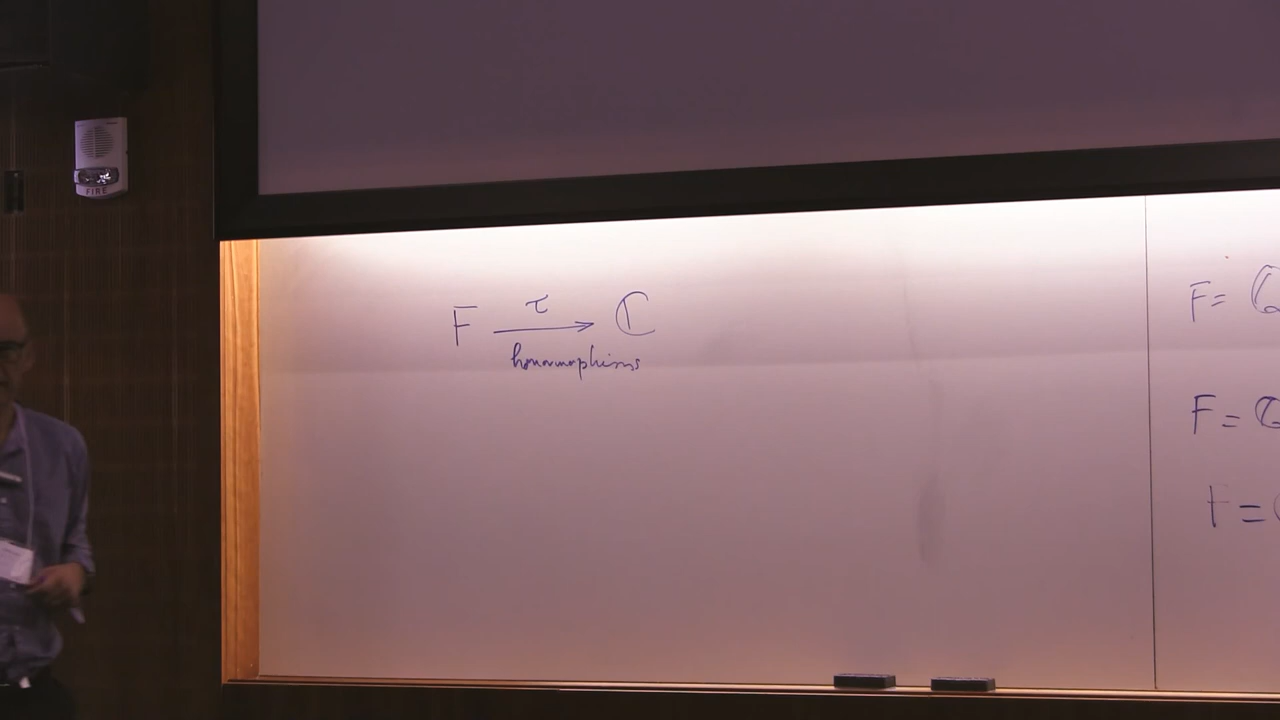 FIRE
F τ→ ℂ
homomorphisms
F = ℚ
F = ℚ
F =